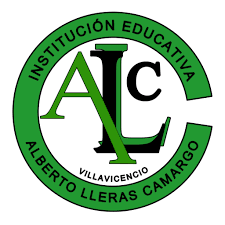 INSTITUCIÓN EDUCATIVA
ALC
VILLAVICENCIO
ALBERTO LLERAS CAMARGO